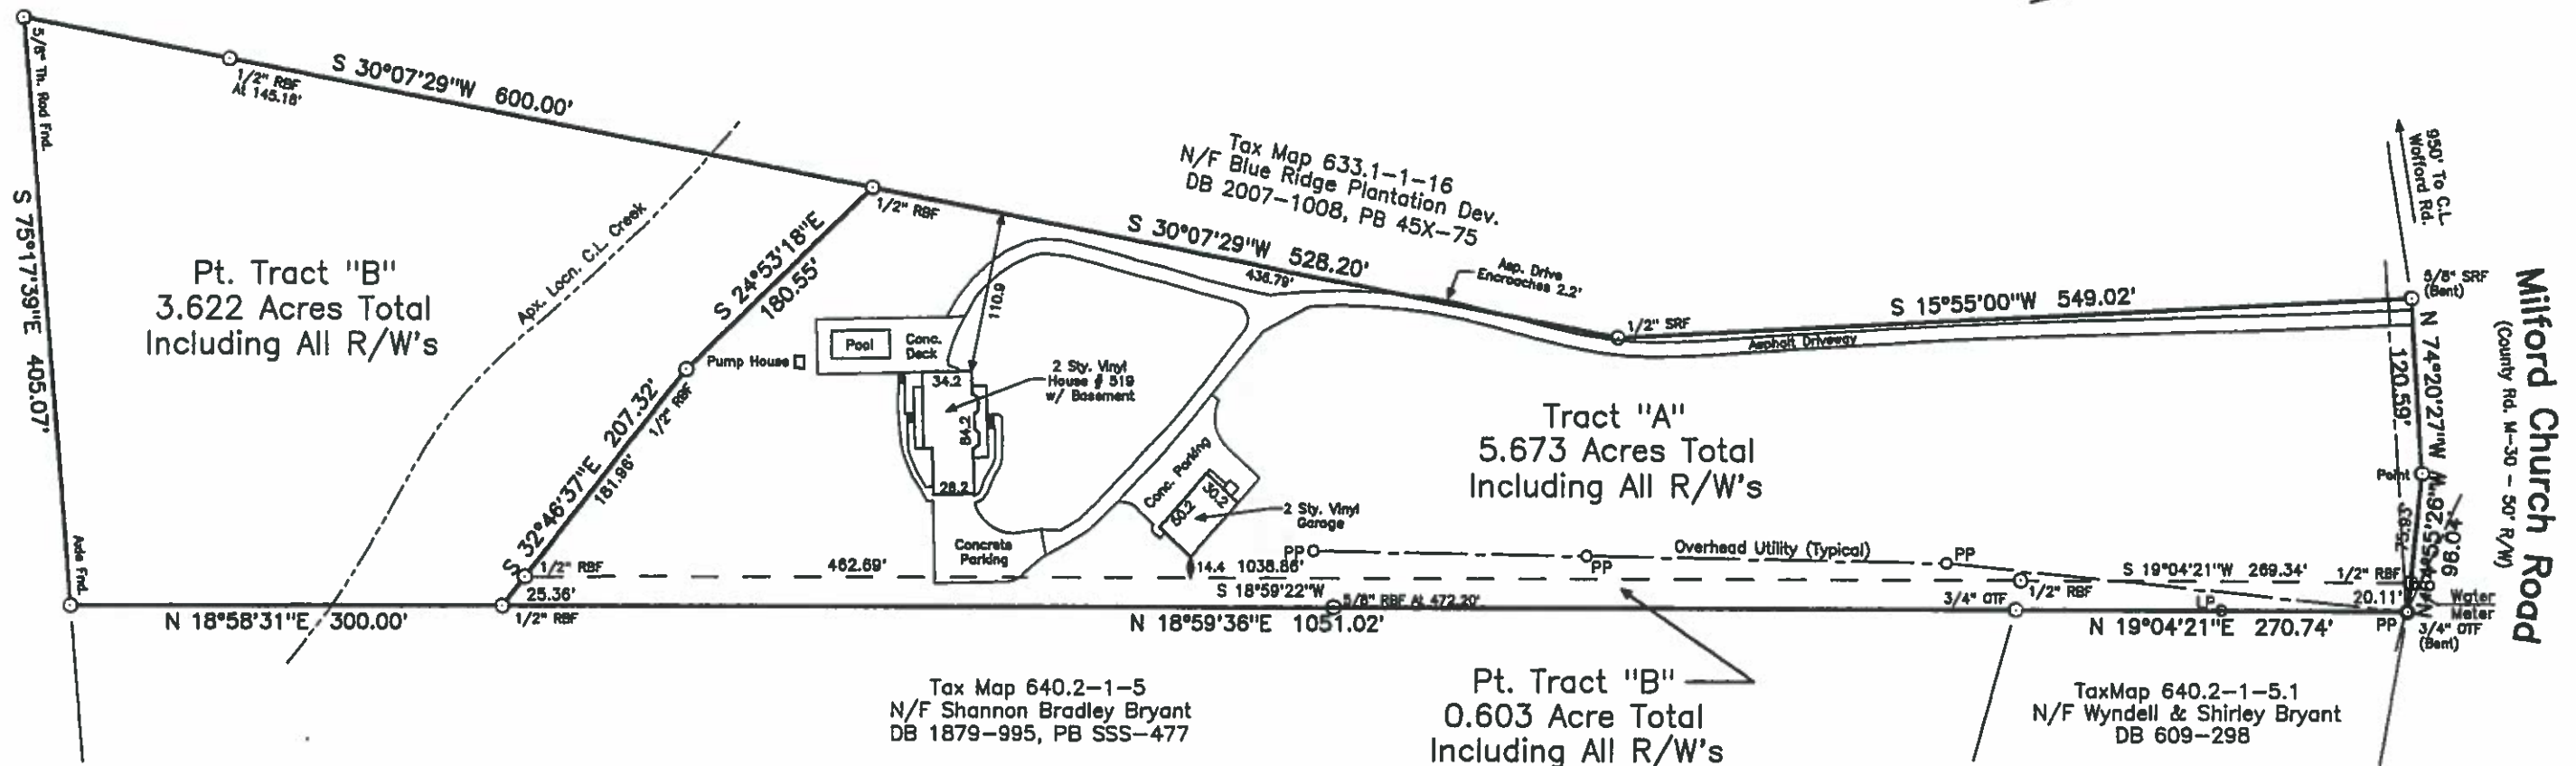 5/8" Th. Rod Fnd.
1/2" RBF
At 145.18'
S 30°07'29"W 600.00'
S 75°17'39"E 405.07'
Pt. Tract "B"
3.622 Acres Total
Including All R/W's
Apx. Locn. C.L. Creek
Axle Fnd.
N 18°58'31"E 300.00'
S 24°53'18"E
180.55'
1/2" RBF
S 32°46'37"E 207.32'
181.96'
1/2" RBF
1/2" RBF
25.36'
1/2" RBF
Pump House
Pool
Conc.
Deck
110.9
34.2
84.2
28.2
2 Sty. Vinyl
House # 519
w/ Basement
Concrete
Parking
462.69'
Tax Map 633.1-1-16
N/F Blue Ridge Plantation Dev.
DB 2007-1008, PB 45X-75
S 30°07'29"W 528.20'
Asp. Drive
Encroaches 2.2'
1/2" SRF
S 15°55'00"W 549.02'
Asphalt Driveway
5/8" SRF
(Bent)
950' To C.L.
Wofford Rd.
Milford Church Road
(County Rd. M-30 - 50' R/W)
N 74°20'27"W
120.59'
Point
96.04'
Tract "A"
5.673 Acres Total
Including All R/W's
Conc. Parking
50.2
30.2
2 Sty. Vinyl
Garage
14.4
1038.86'
S 18°59'22"W
PP
PP
Overhead Utility (Typical)
PP
S 19°04'21"W 269.34'
1/2" RBF
1/2" RBF
20.11'
Water
Meter
5/8" RBF At 472.20'
3/4" OTF
LP
PP
3/4" OTF
(Bent)
N 18°59'36"E 1051.02'
N 19°04'21"E 270.74'
Tax Map 640.2-1-5
N/F Shannon Bradley Bryant
DB 1879-995, PB SSS-477
Pt. Tract "B"
0.603 Acre Total
Including All R/W's
TaxMap 640.2-1-5.1
N/F Wyndell & Shirley Bryant
DB 609-298